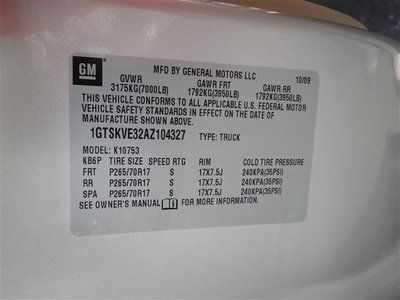 GM
MFD BY GENERAL MOTORS LLC 10/09
GVWR GAWR FRT GAWR RR
3175KG(7000LB) 1792KG(3950LB) 1792KG(3950LB)
THIS VEHICLE CONFORMS TO ALL APPLICABLE U.S. FEDERAL MOTOR
VEHICLE SAFETY STANDARDS IN EFFECT ON THE DATE OF
MANUFACTURE SHOWN ABOVE.
1GTSKVE32AZ104327 TYPE: TRUCK
MODEL: K10753
KB6P TIRE SIZE SPEED RTG RIM COLD TIRE PRESSURE
FRT P265/70R17 S 17X7.5J 240KPA(35PSI)
RR P265/70R17 S 17X7.5J 240KPA(35PSI)
SPA P265/70R17 S 17X7.5J 240KPA(35PSI)
SEE OWNER'S MANUAL FOR MORE INFORMATION.